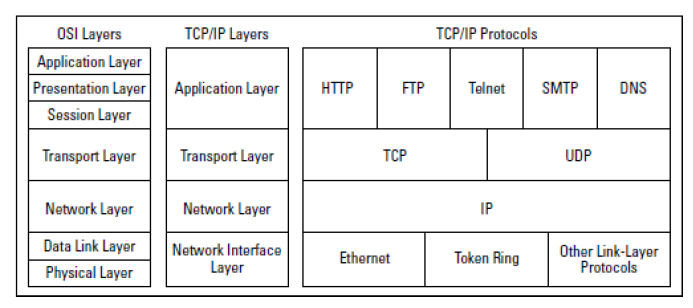 OSI Layers TCP/IP Layers TCP/IP Protocols
Application Layer
Presentation Layer Application Layer HTTP FTP Telnet SMTP DNS
Session Layer
Transport Layer Transport Layer TCP UDP
Network Layer Network Layer IP
Data Link Layer Network Interface Layer Ethernet Token Ring Other Link-Layer Protocols
Physical Layer